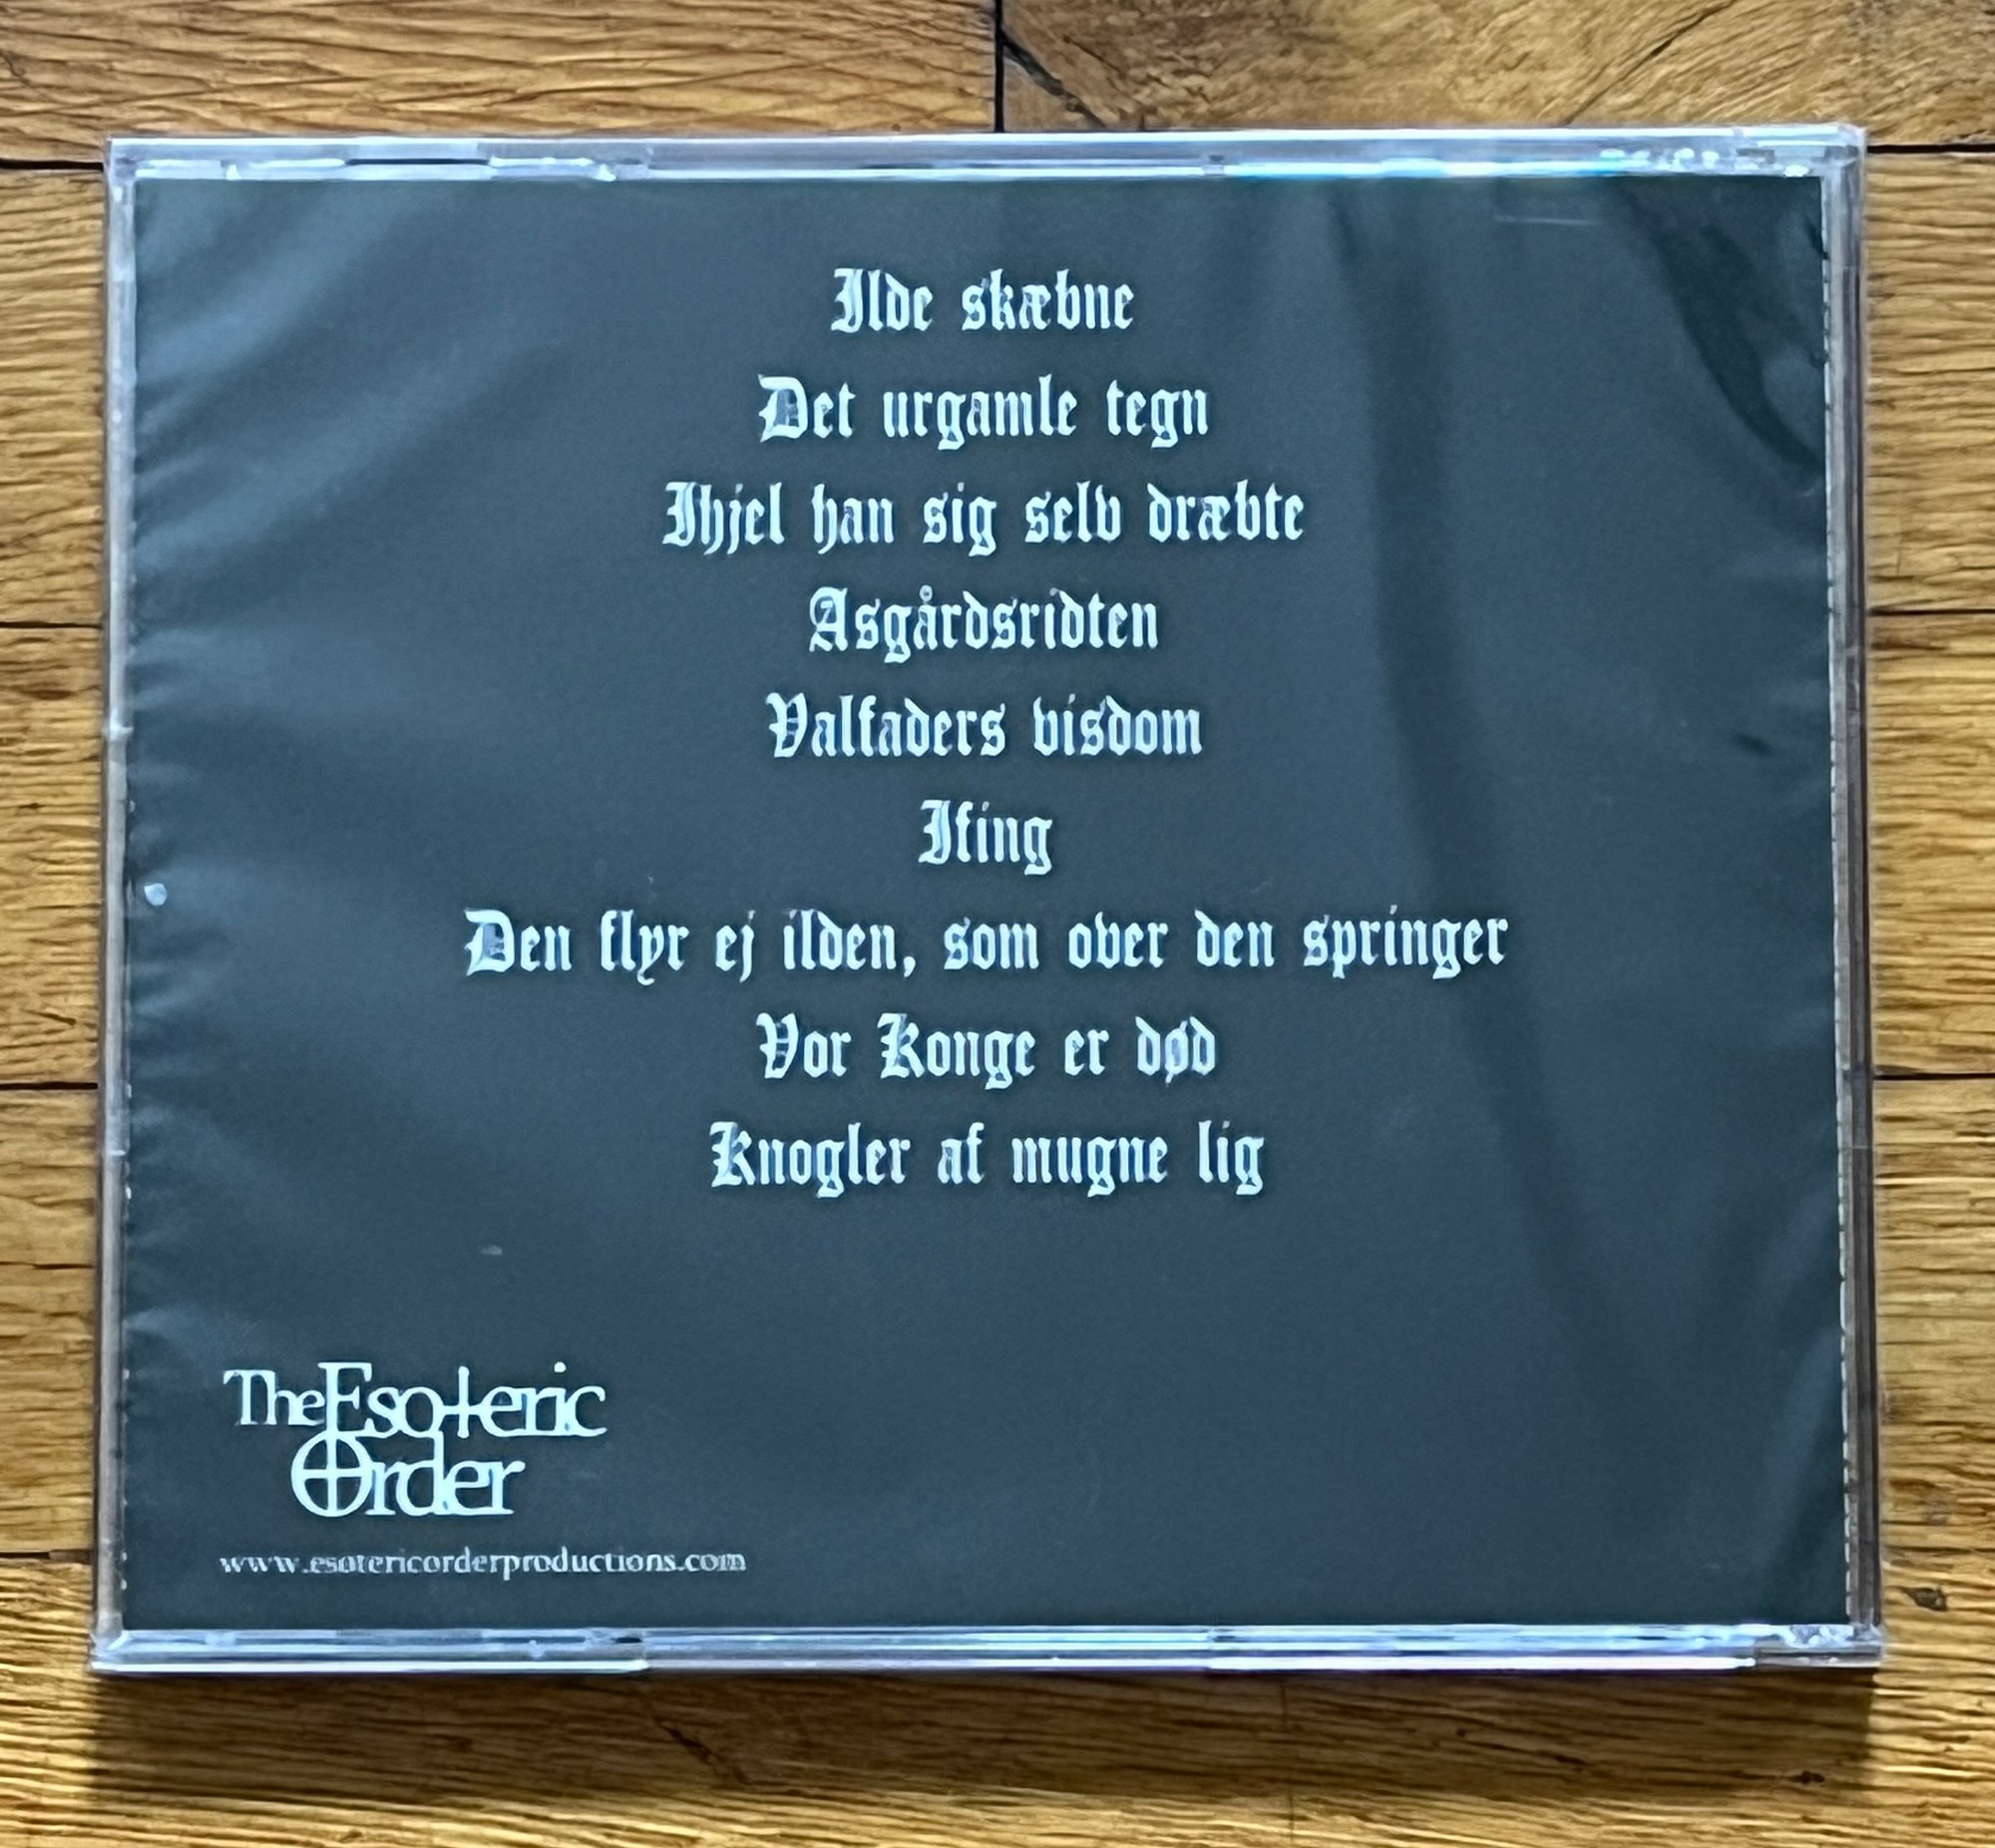 Ilde skæbne
Det urgamle tegn
Ihjel han sig selv dræbte
Asgårdsridten
Valfaders visdom
Ifing
Den flyr ej ilden, som over den springer
Vor Konge er død
Knogler af mugne lig
The Esoteric
Order
www.esotericorderproductions.com